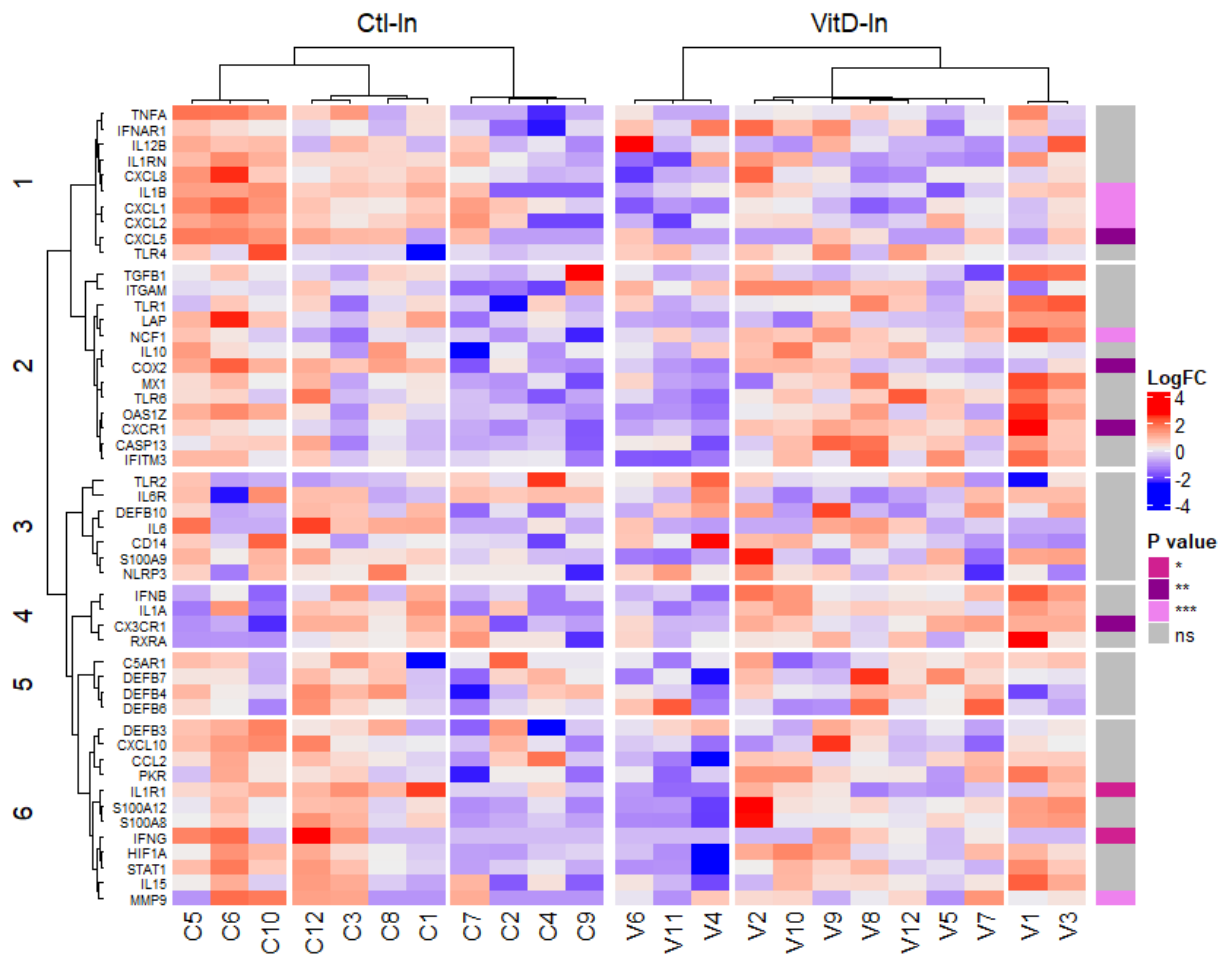 Ctl-In VitD-In
1
TNFA
IFNAR1
IL12B
IL1RN
CXCL8
IL1B
CXCL1
CXCL2
CXCL5
TLR4
2
TGFB1
ITGAM
TLR1
LAP
NCF1
IL10
COX2
MX1
TLR6
OAS1Z
CXCR1
CASP13
IFITM3
3
TLR2
IL6R
DEFB10
IL6
CD14
S100A9
NLRP3
4
IFNB
IL1A
CX3CR1
RXRA
5
C5AR1
DEFB7
DEFB4
DEFB6
6
DEFB3
CXCL10
CCL2
PKR
IL1R1
S100A12
S100A8
IFNG
HIF1A
STAT1
IL15
MMP9
C5 C6 C10 C12 C3 C8 C1 C7 C2 C4 C9 V6 V11 V4 V2 V10 V9 V8 V12 V5 V7 V1 V3
LogFC
4
2
0
-2
-4
P value
*
**
***
ns